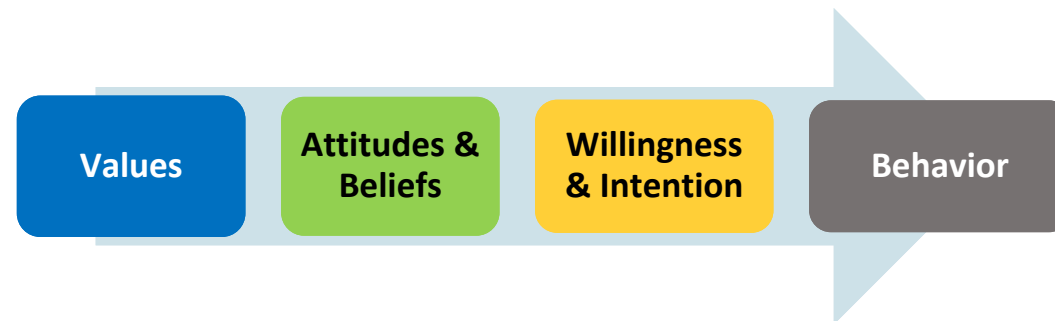 Values
Attitudes &
Beliefs
Willingness
& Intention
Behavior